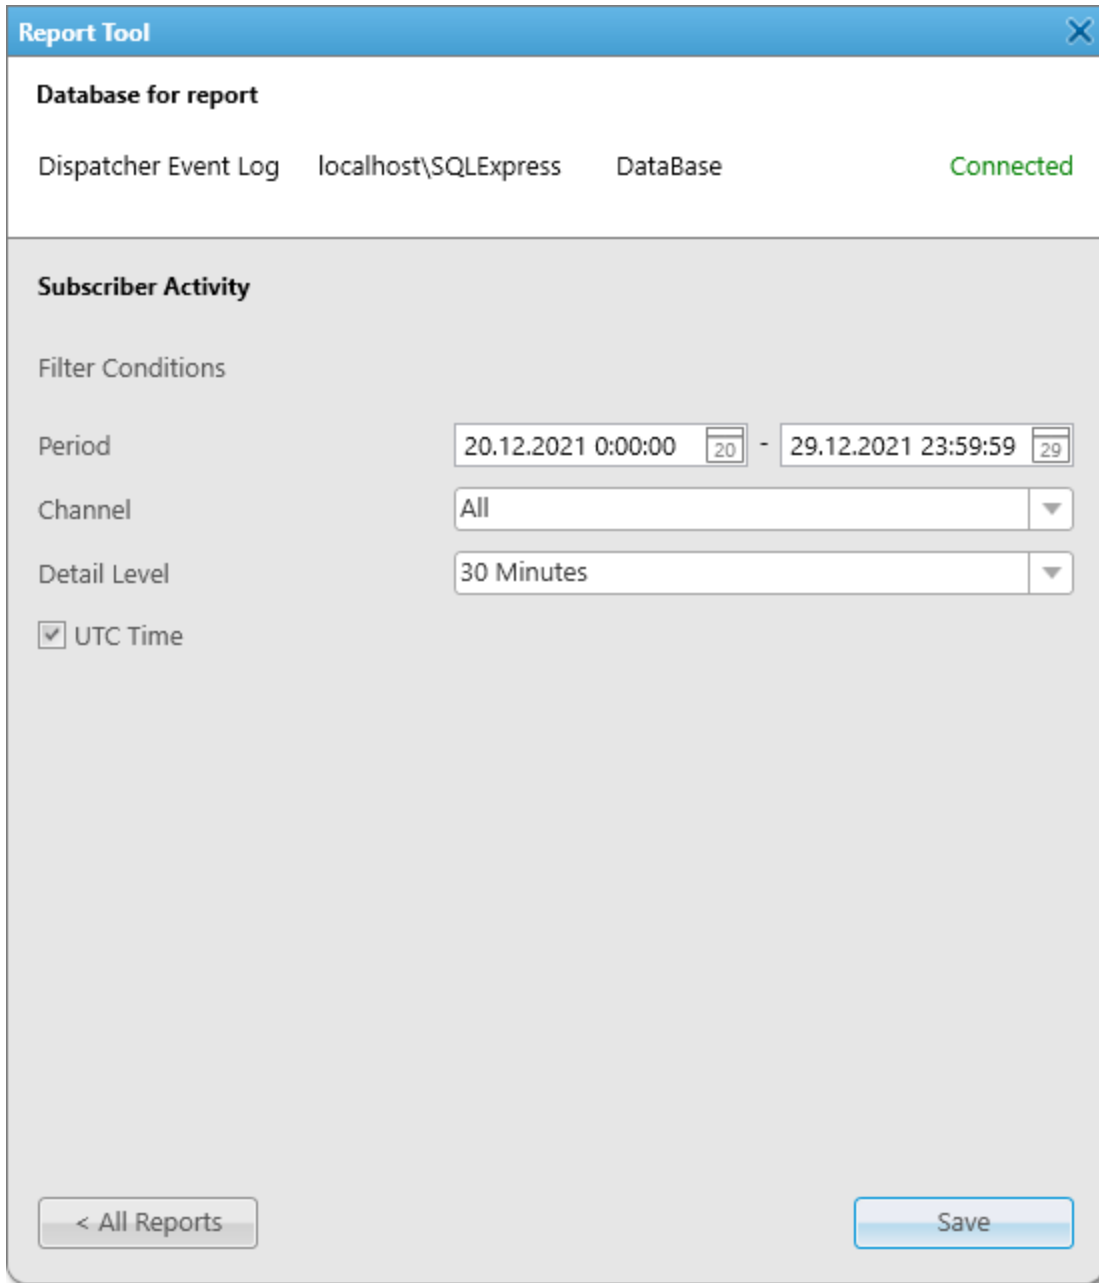 Report Tool
Database for report
Dispatcher Event Log localhost\SQLExpress DataBase Connected
Subscriber Activity
Filter Conditions
Period 20.12.2021 0:00:00 20 - 29.12.2021 23:59:59 29
Channel All
Detail Level 30 Minutes
UTC Time
< All Reports Save